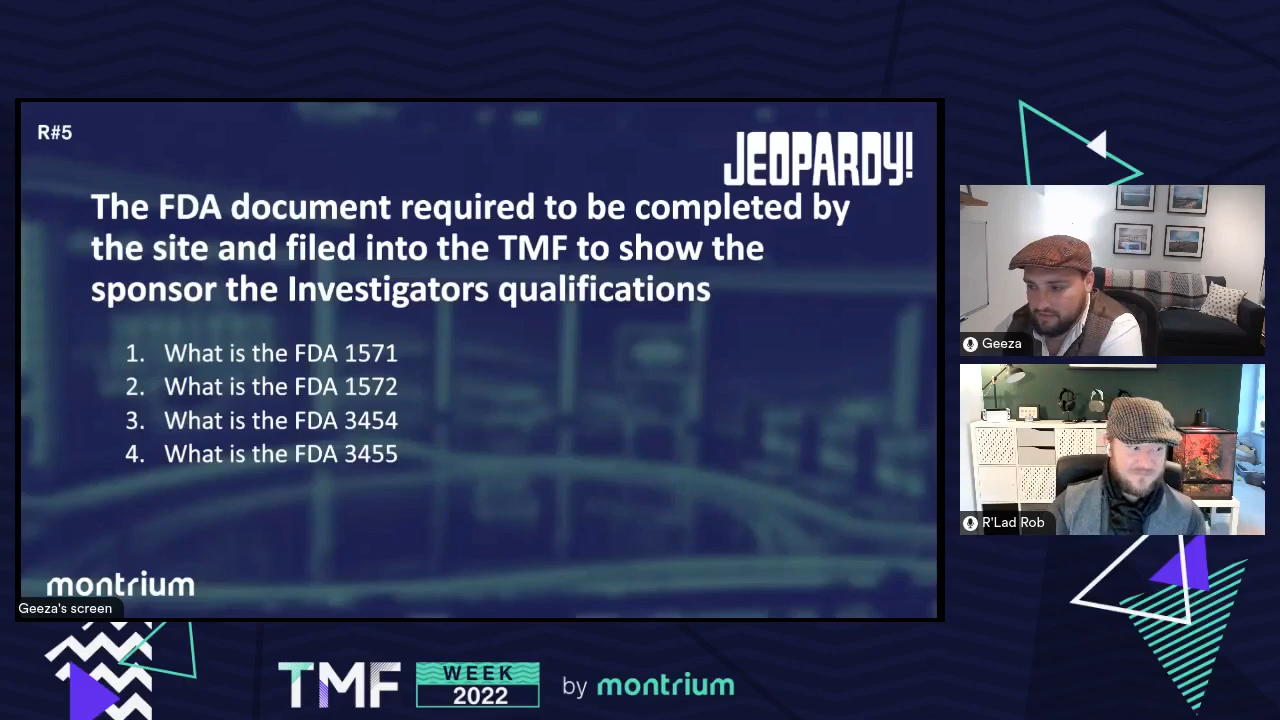 R#5
JEOPARDY!
The FDA document required to be completed by
the site and filed into the TMF to show the
sponsor the Investigators qualifications
1. What is the FDA 1571
2. What is the FDA 1572
3. What is the FDA 3454
4. What is the FDA 3455
montrium
Geeza's screen
Geeza
R'Lad Rob
TMF WEEK
2022
by montrium